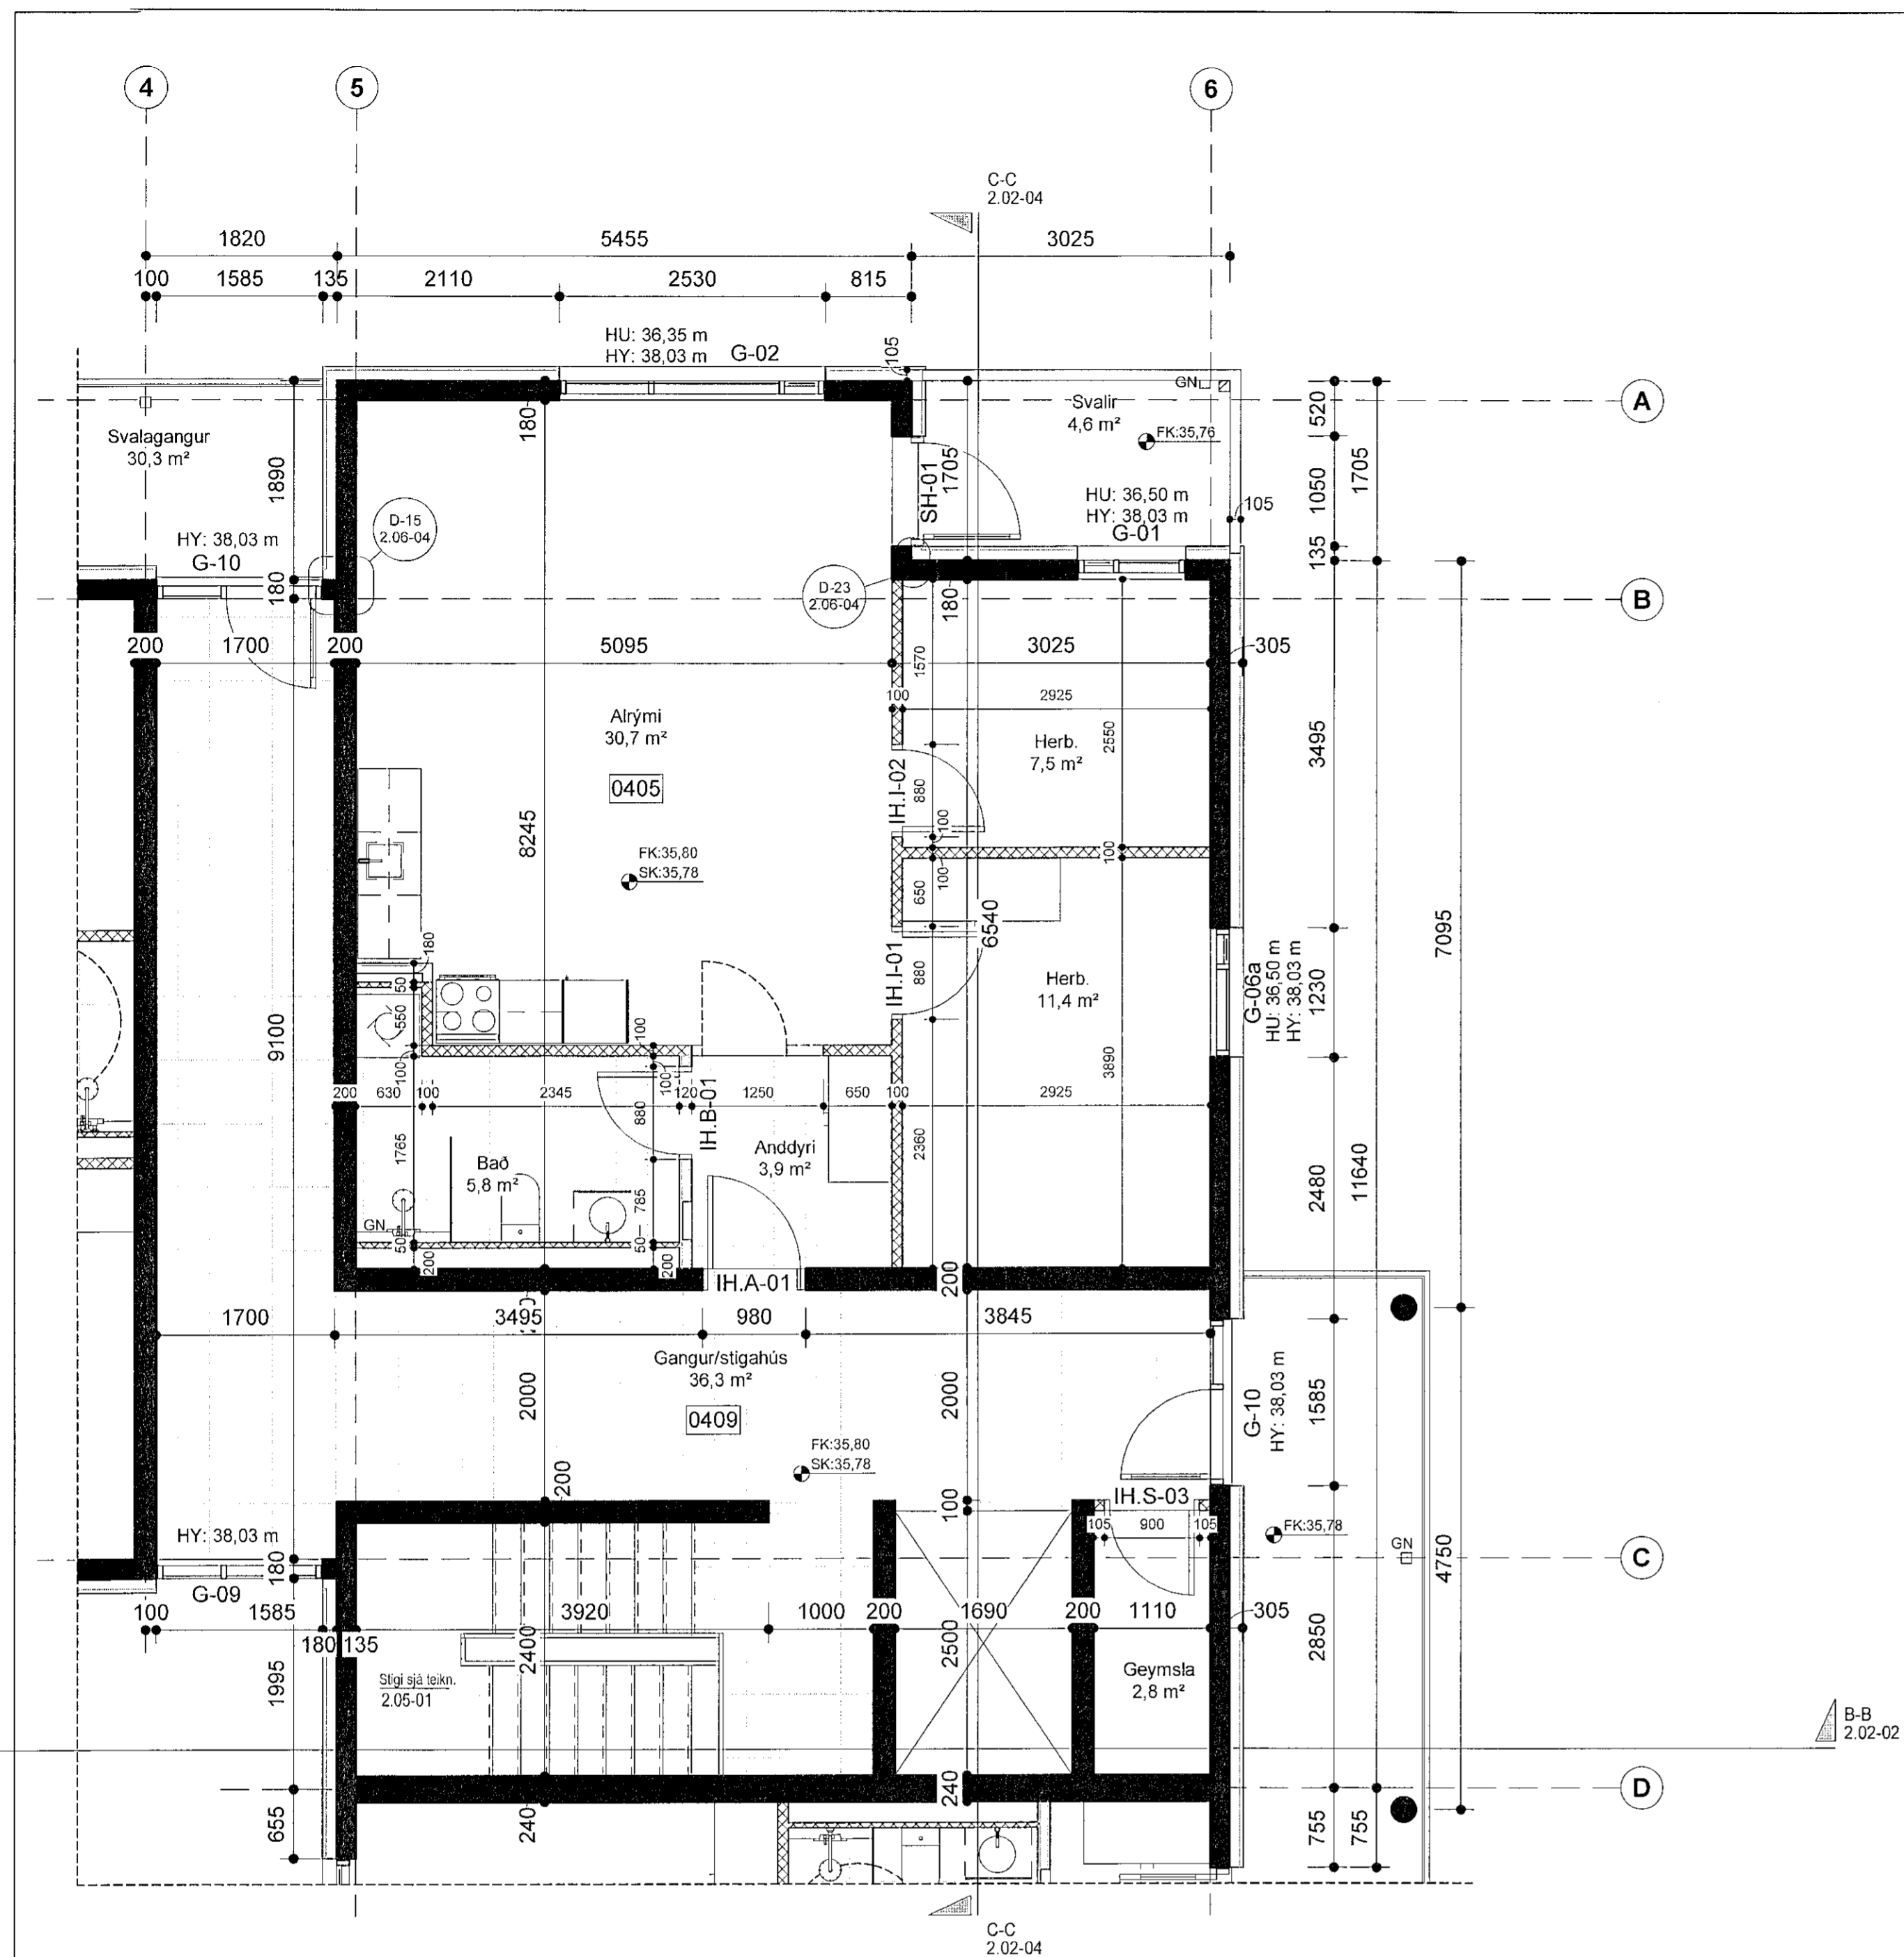 4
5
6
C-C
2.02-04
1820
5455
3025
100
1585
135
2110
2530
815
HU: 36,35 m
HY: 38,03 m
G-02
105
GN
Svalir
4,6 m²
FK:35,76
A
520
Svalagangur
30,3 m²
180
1890
SH-01
1705
1050
1705
HU: 36,50 m
HY: 38,03 m
G-01
105
D-15
2.06-04
HY: 38,03 m
G-10
135
180
D-23
2.06-04
180
B
200
1700
200
5095
3025
305
1570
100
2925
Alrými
30,7 m²
Herb.
7,5 m²
2550
3495
0405
IH.I-02
880
8245
100
FK:35,80
SK:35,78
100
100
650
6540
7095
180
IH.I-01
880
Herb.
11,4 m²
G-06a
HU: 36,50 m
HY: 38,03 m
1230
50
550
9100
100
100
100
3890
200
630
100
2345
120
1250
650
100
2925
880
IH.B-01
1765
Bað
5,8 m²
Anddyri
3,9 m²
2360
2480
11640
785
GN
50
200
50
200
IH.A-01
200
1700
3495
980
3845
Gangur/stigahús
36,3 m²
0409
2000
2000
G-10
HY: 38,03 m
1585
FK:35,80
SK:35,78
200
100
IH.S-03
105
900
105
FK:35,78
GN
HY: 38,03 m
180
G-09
C
4750
100
1585
180
135
3920
1000
200
1690
200
1110
305
2400
2500
2850
1995
Stigi sjá teikn.
2.05-01
Geymsla
2,8 m²
B-B
2.02-02
D
240
240
655
755
755
C-C
2.02-04